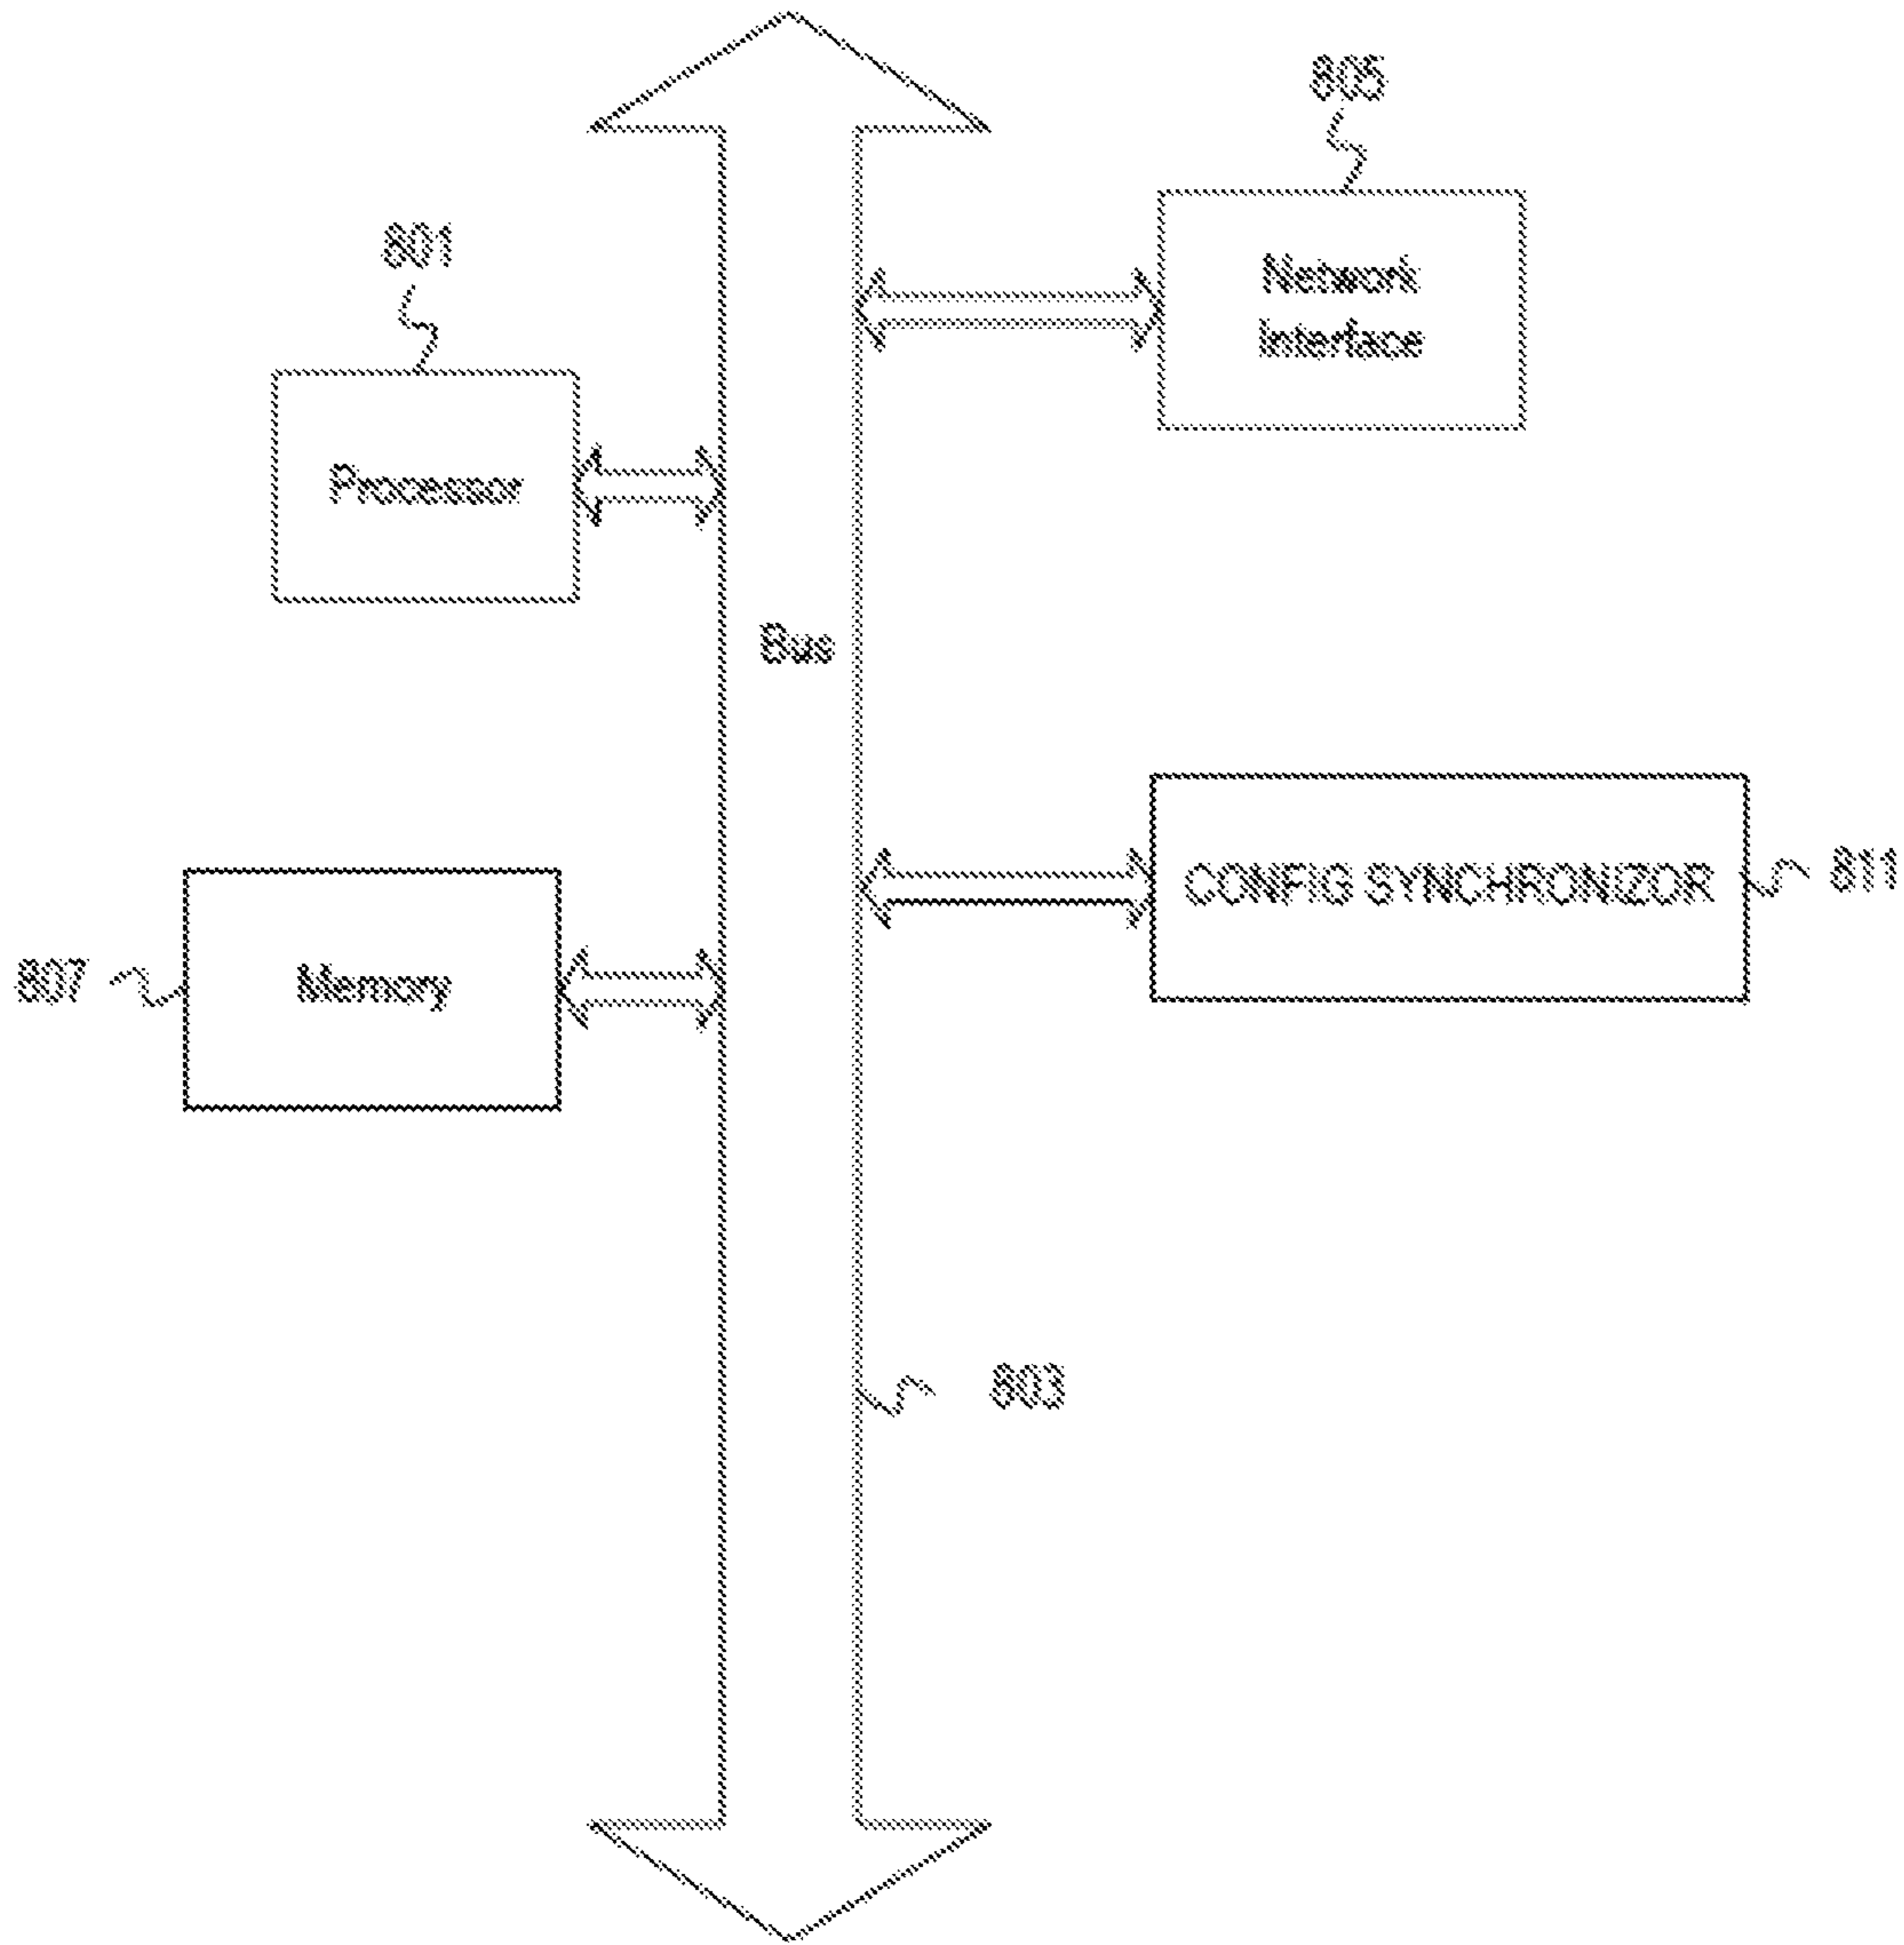 805
801
Network
Interface
Processor
Bus
CONFIG SYNCHRONIZOR
811
807
Memory
803